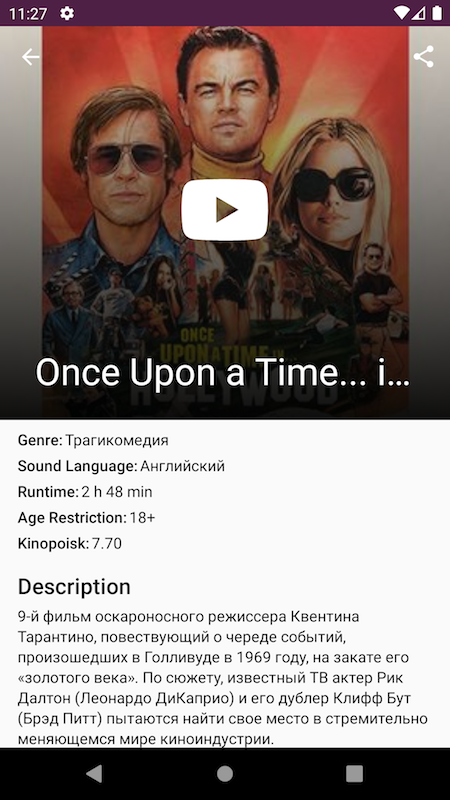 11:27
ONCE
UPON A TIME... IN
HOLLYWOOD
Once Upon a Time... i...
Genre: Трагикомедия
Sound Language: Английский
Runtime: 2 h 48 min
Age Restriction: 18+
Kinopoisk: 7.70
Description
9-й фильм оскароносного режиссера Квентина
Тарантино, повествующий о череде событий,
произошедших в Голливуде в 1969 году, на закате его
«золотого века». По сюжету, известный ТВ актер Рик
Далтон (Леонардо ДиКаприо) и его дублер Клифф Бут
(Брэд Питт) пытаются найти свое место в стремительно
меняющемся мире киноиндустрии.